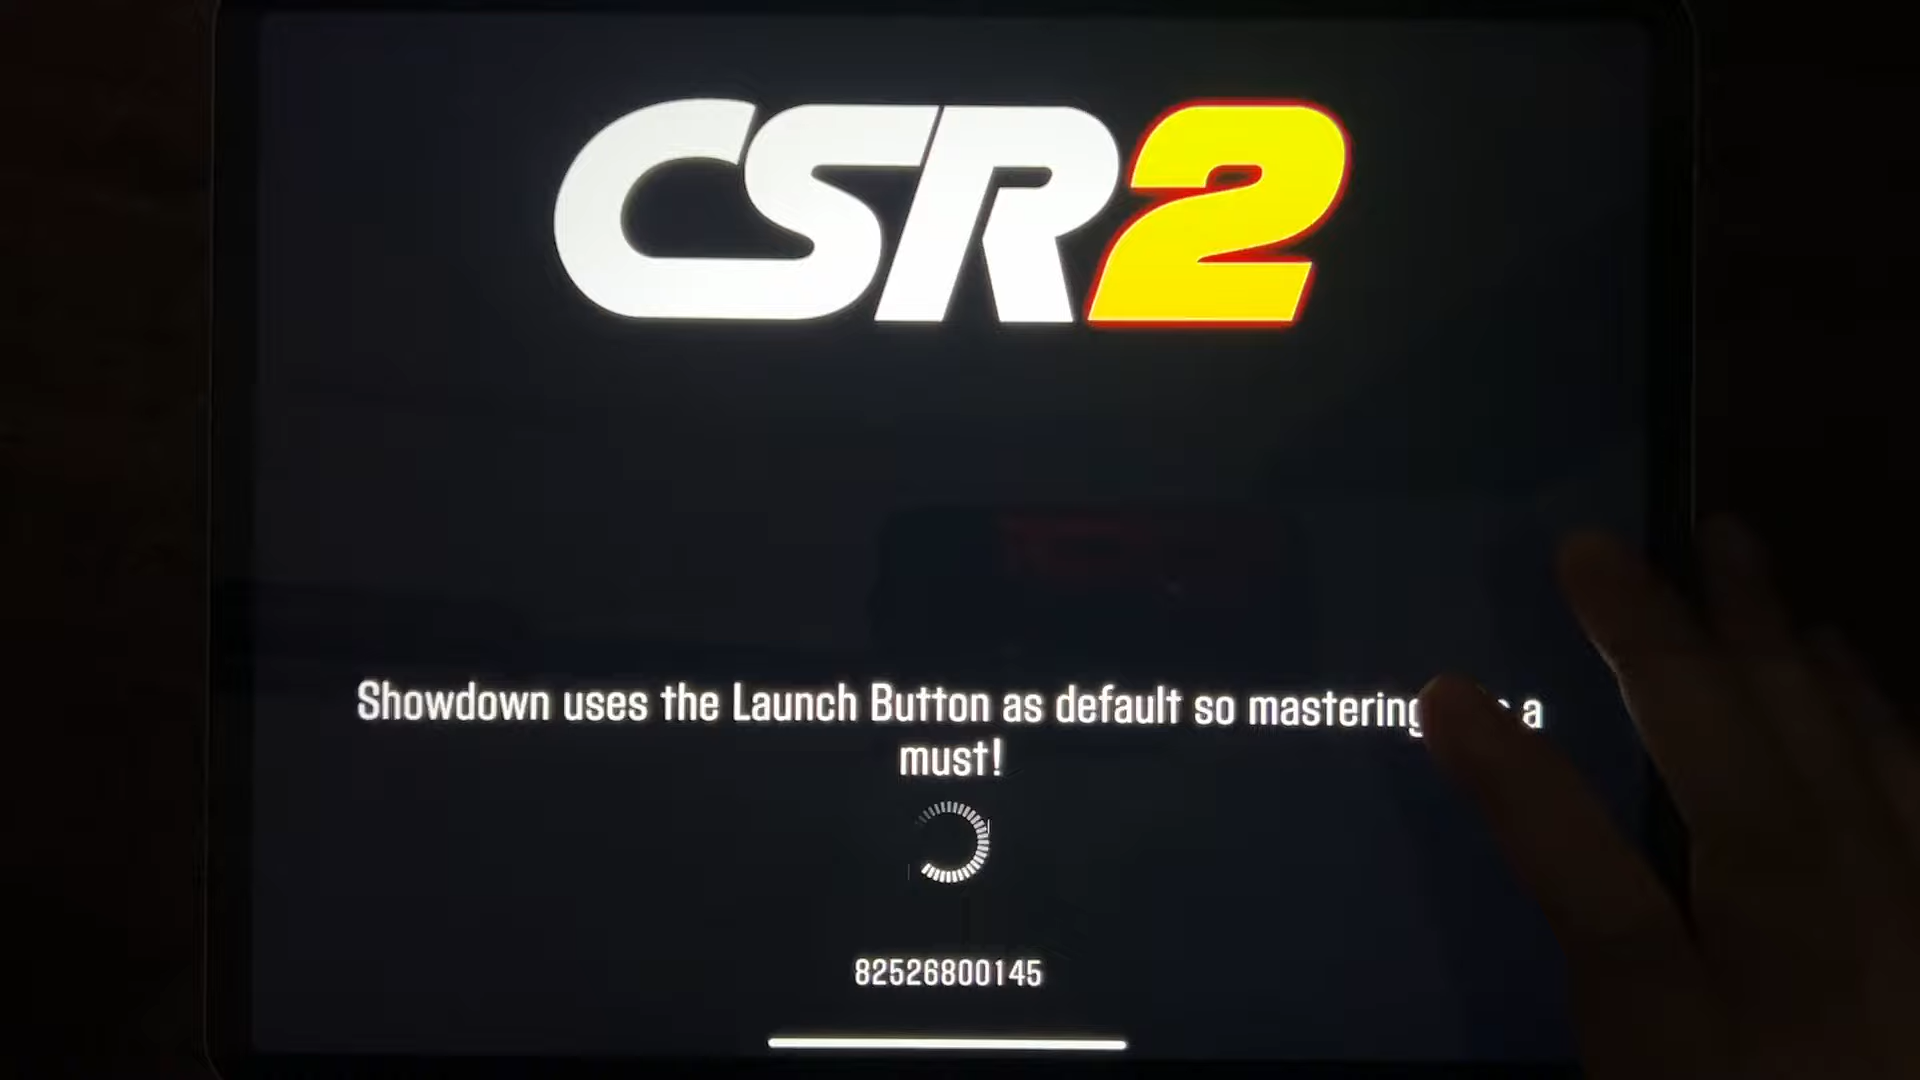 CSR2
Showdown uses the Launch Button as default so mastering a
must!
82526800145